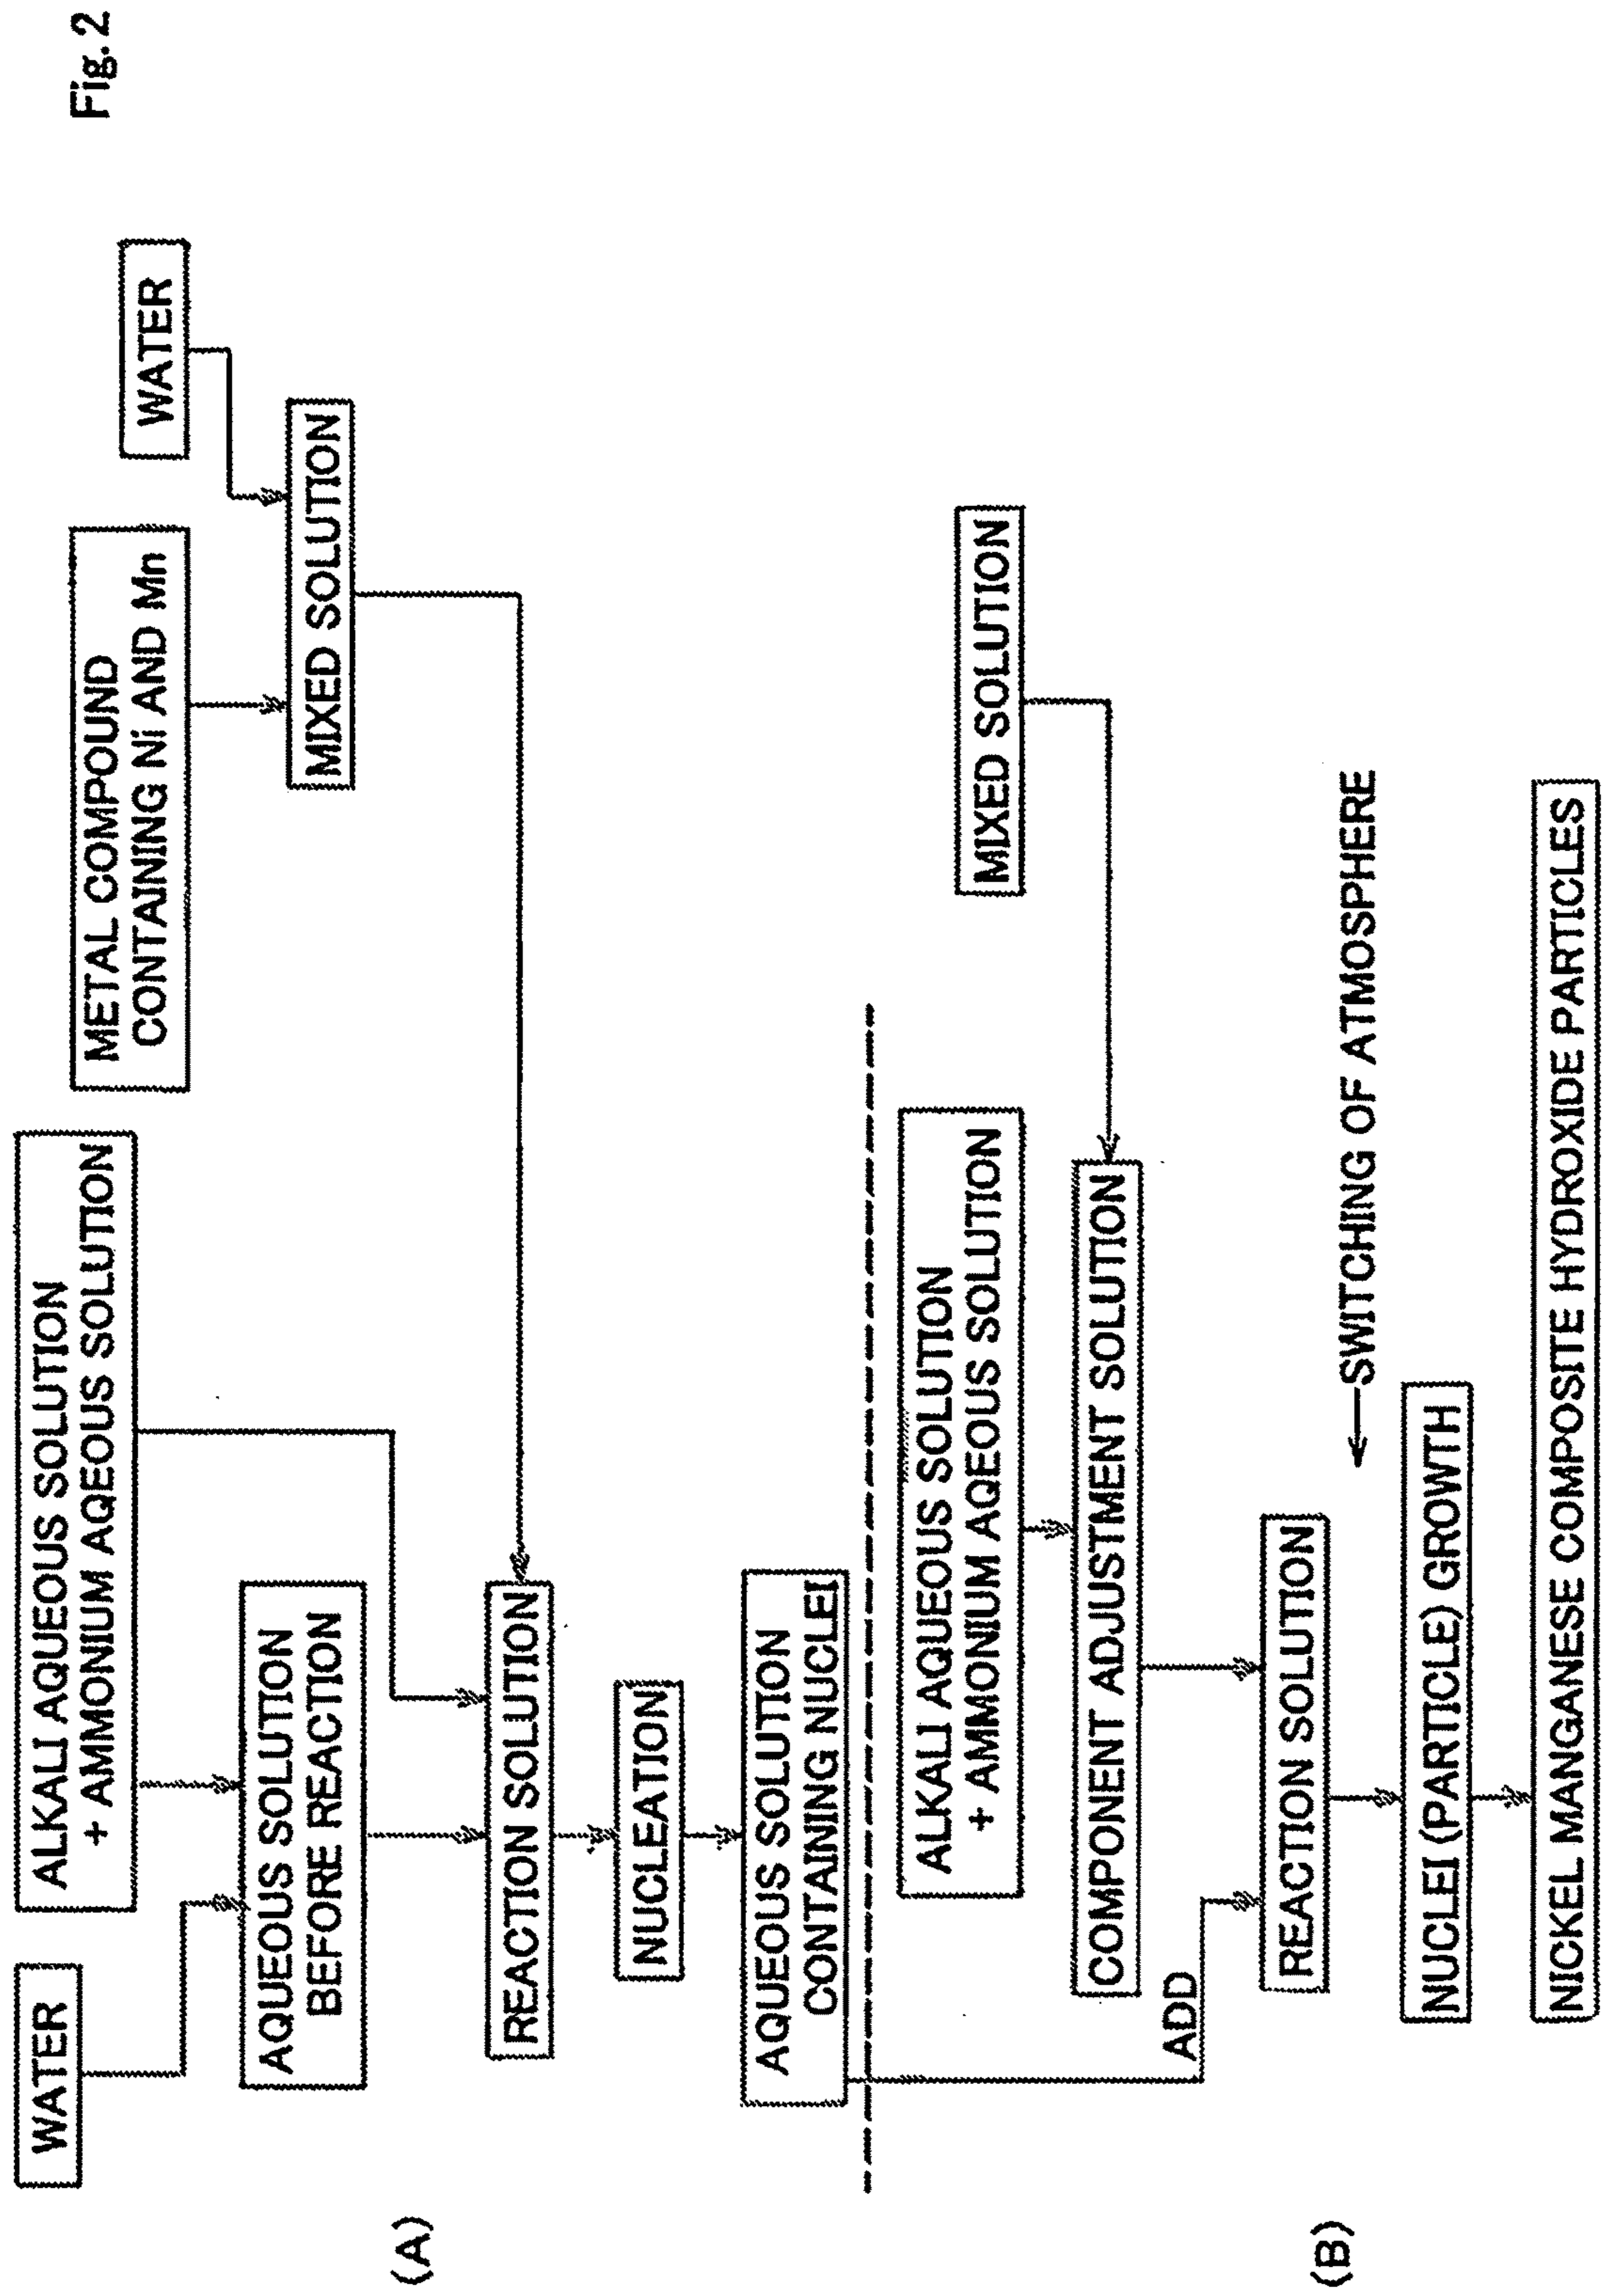 Fig. 2
(A)
WATER
ALKALI AQUEOUS SOLUTION
+ AMMONIUM AQEOUS SOLUTION
METAL COMPOUND
CONTAINING Ni AND Mn
WATER
AQUEOUS SOLUTION
BEFORE REACTION
MIXED SOLUTION
REACTION SOLUTION
NUCLEATION
AQUEOUS SOLUTION
CONTAINING NUCLEI
(B)
ALKALI AQUEOUS SOLUTION
+ AMMONIUM AQEOUS SOLUTION
MIXED SOLUTION
COMPONENT ADJUSTMENT SOLUTION
ADD
REACTION SOLUTION
SWITCHING OF ATMOSPHERE
NUCLEI (PARTICLE) GROWTH
NICKEL MANGANESE COMPOSITE HYDROXIDE PARTICLES